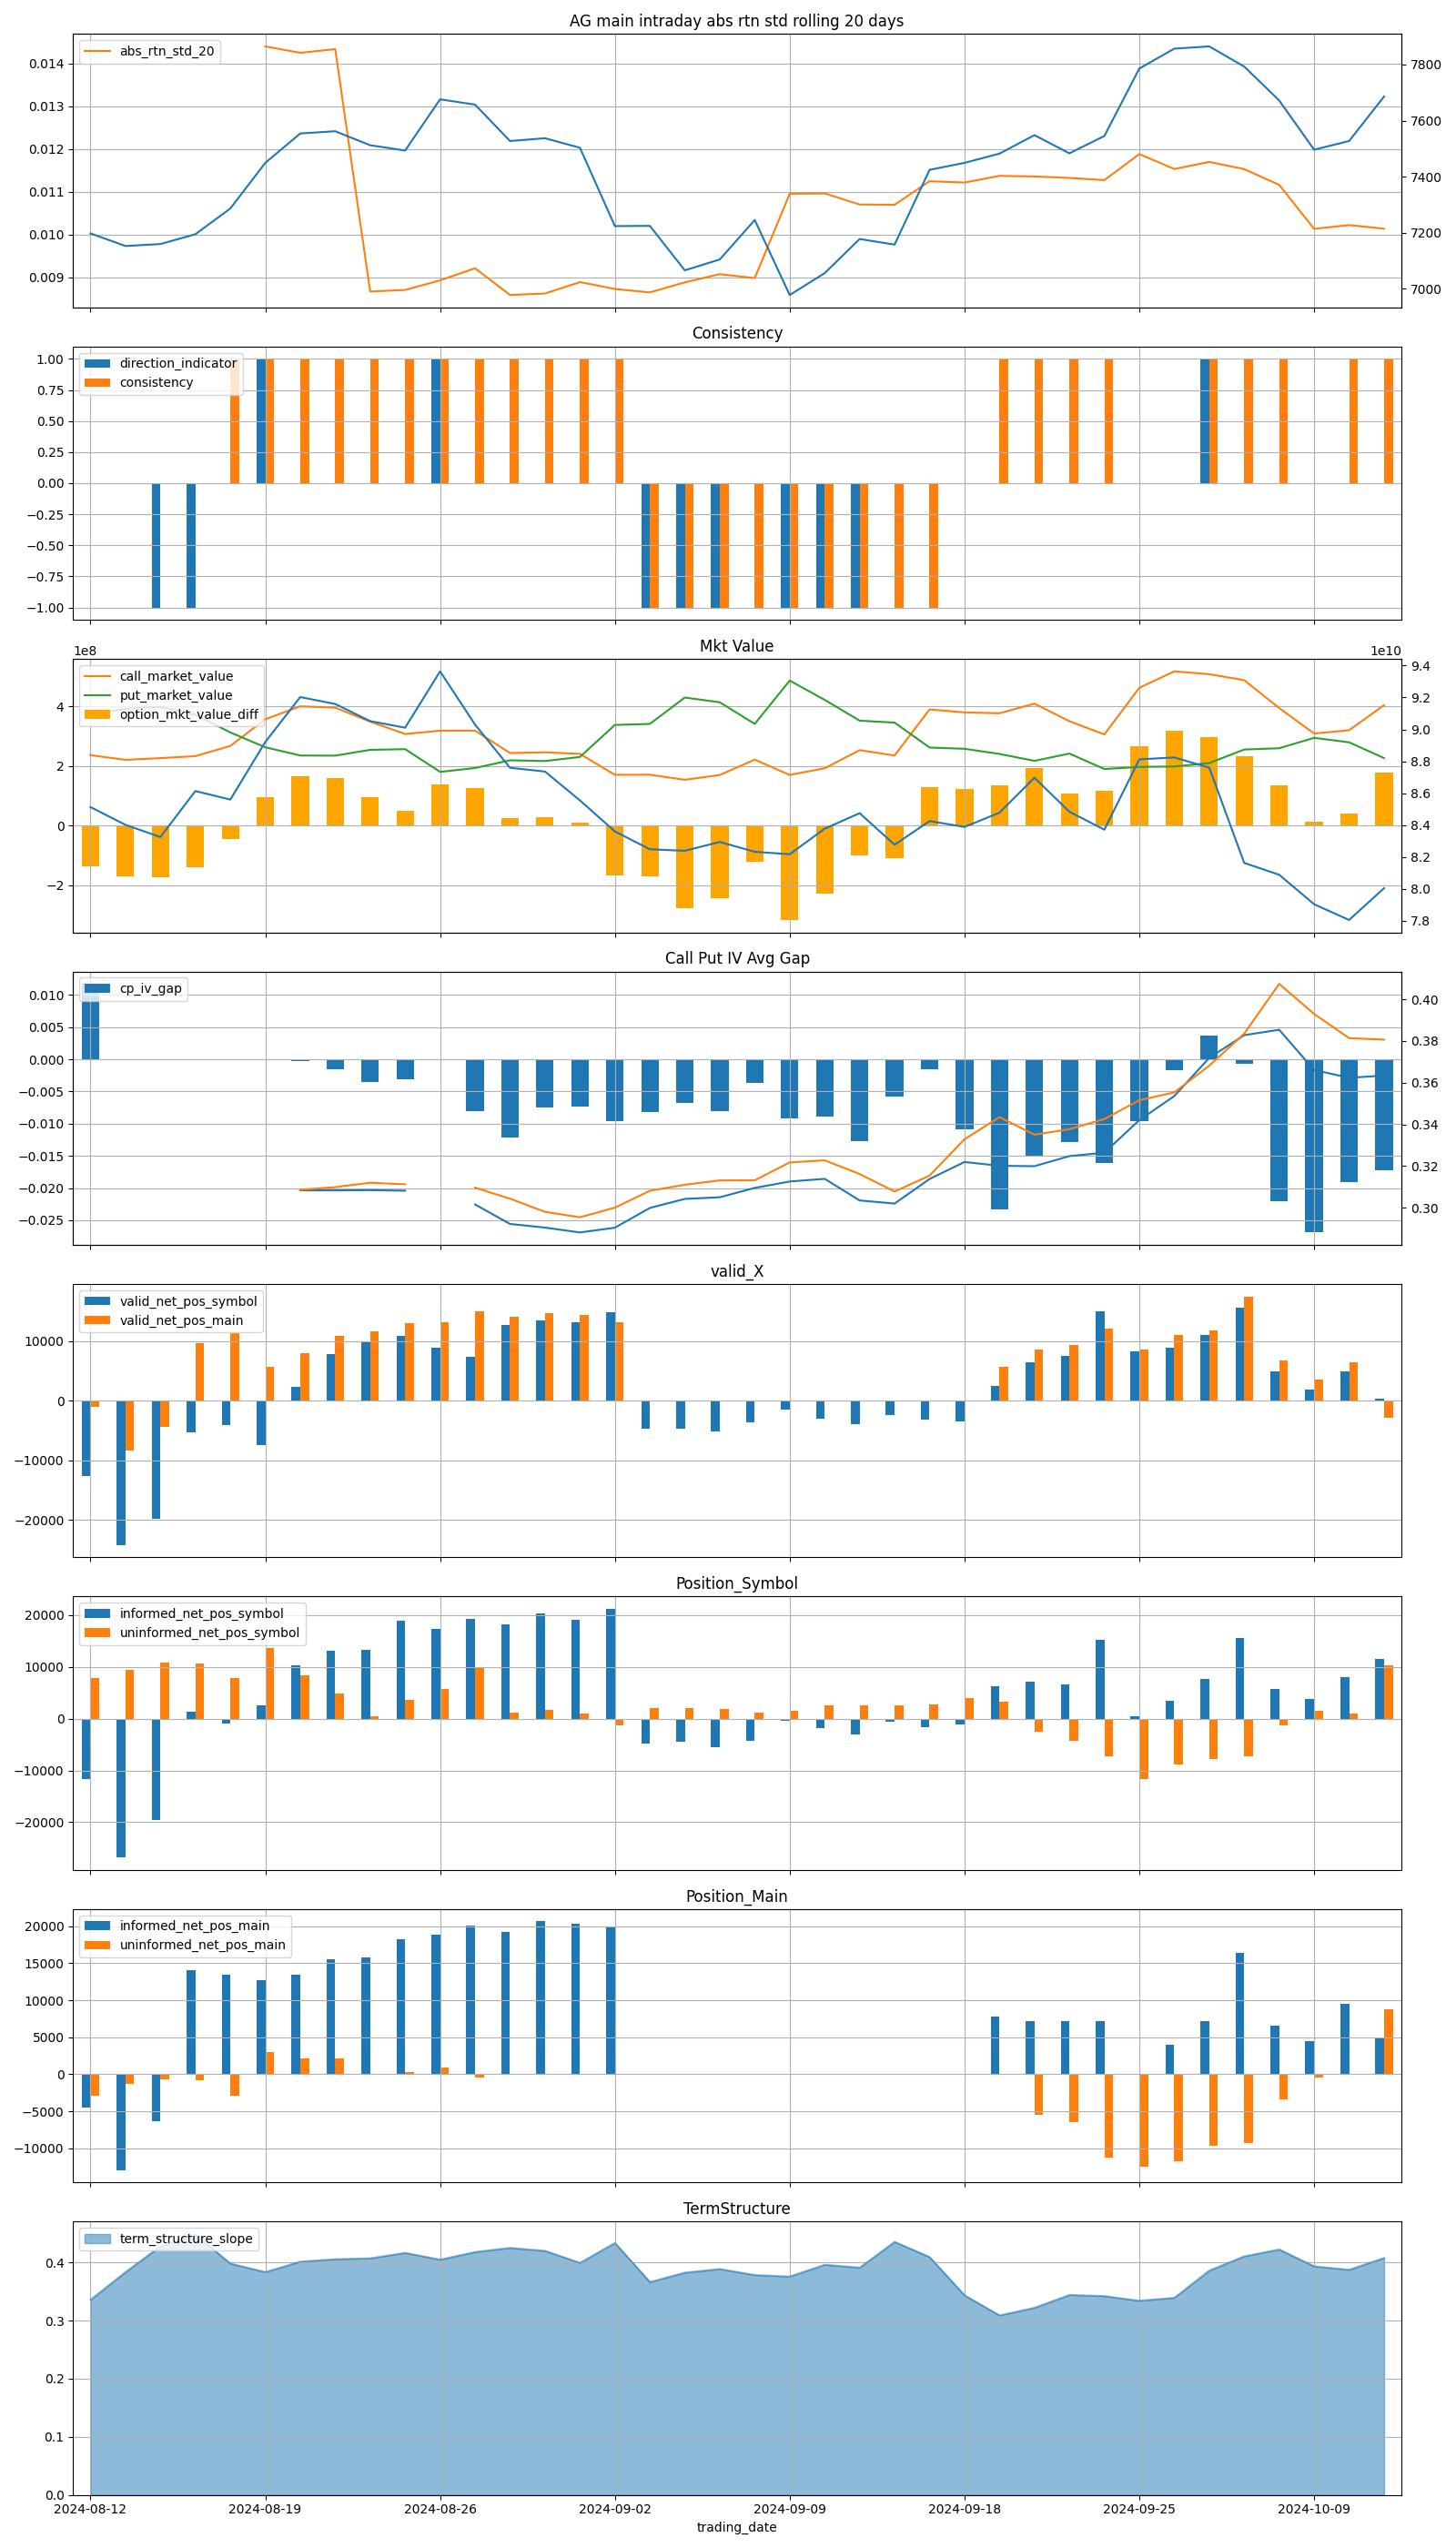 AG main intraday abs rtn std rolling 20 days
abs_rtn_std_20
0.014
0.013
0.012
0.011
0.010
0.009
7800
7600
7400
7200
7000
Consistency
direction_indicator
consistency
1.00
0.75
0.50
0.25
0.00
−0.25
−0.50
−0.75
−1.00
Mkt Value
1e8
1e10
call_market_value
put_market_value
option_mkt_value_diff
4
2
0
−2
9.4
9.2
9.0
8.8
8.6
8.4
8.2
8.0
7.8
Call Put IV Avg Gap
cp_iv_gap
0.010
0.005
0.000
−0.005
−0.010
−0.015
−0.020
−0.025
0.40
0.38
0.36
0.34
0.32
0.30
valid_X
valid_net_pos_symbol
valid_net_pos_main
10000
0
−10000
−20000
Position_Symbol
informed_net_pos_symbol
uninformed_net_pos_symbol
20000
10000
0
−10000
−20000
Position_Main
informed_net_pos_main
uninformed_net_pos_main
20000
15000
10000
5000
0
−5000
−10000
TermStructure
term_structure_slope
0.4
0.3
0.2
0.1
0.0
2024-08-12 2024-08-19 2024-08-26 2024-09-02 2024-09-09 2024-09-18 2024-09-25 2024-10-09
trading_date